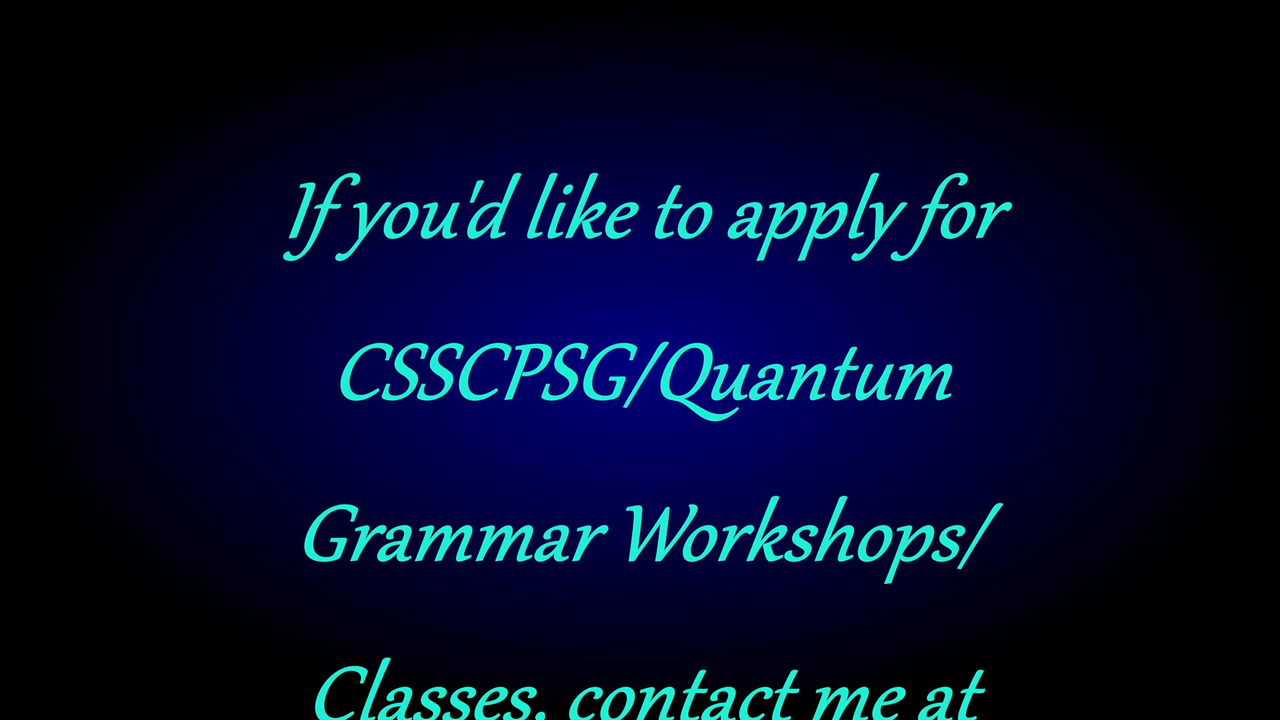 If you'd like to apply for
CSSCPSG/Quantum
Grammar Workshops/
Classes, contact me at